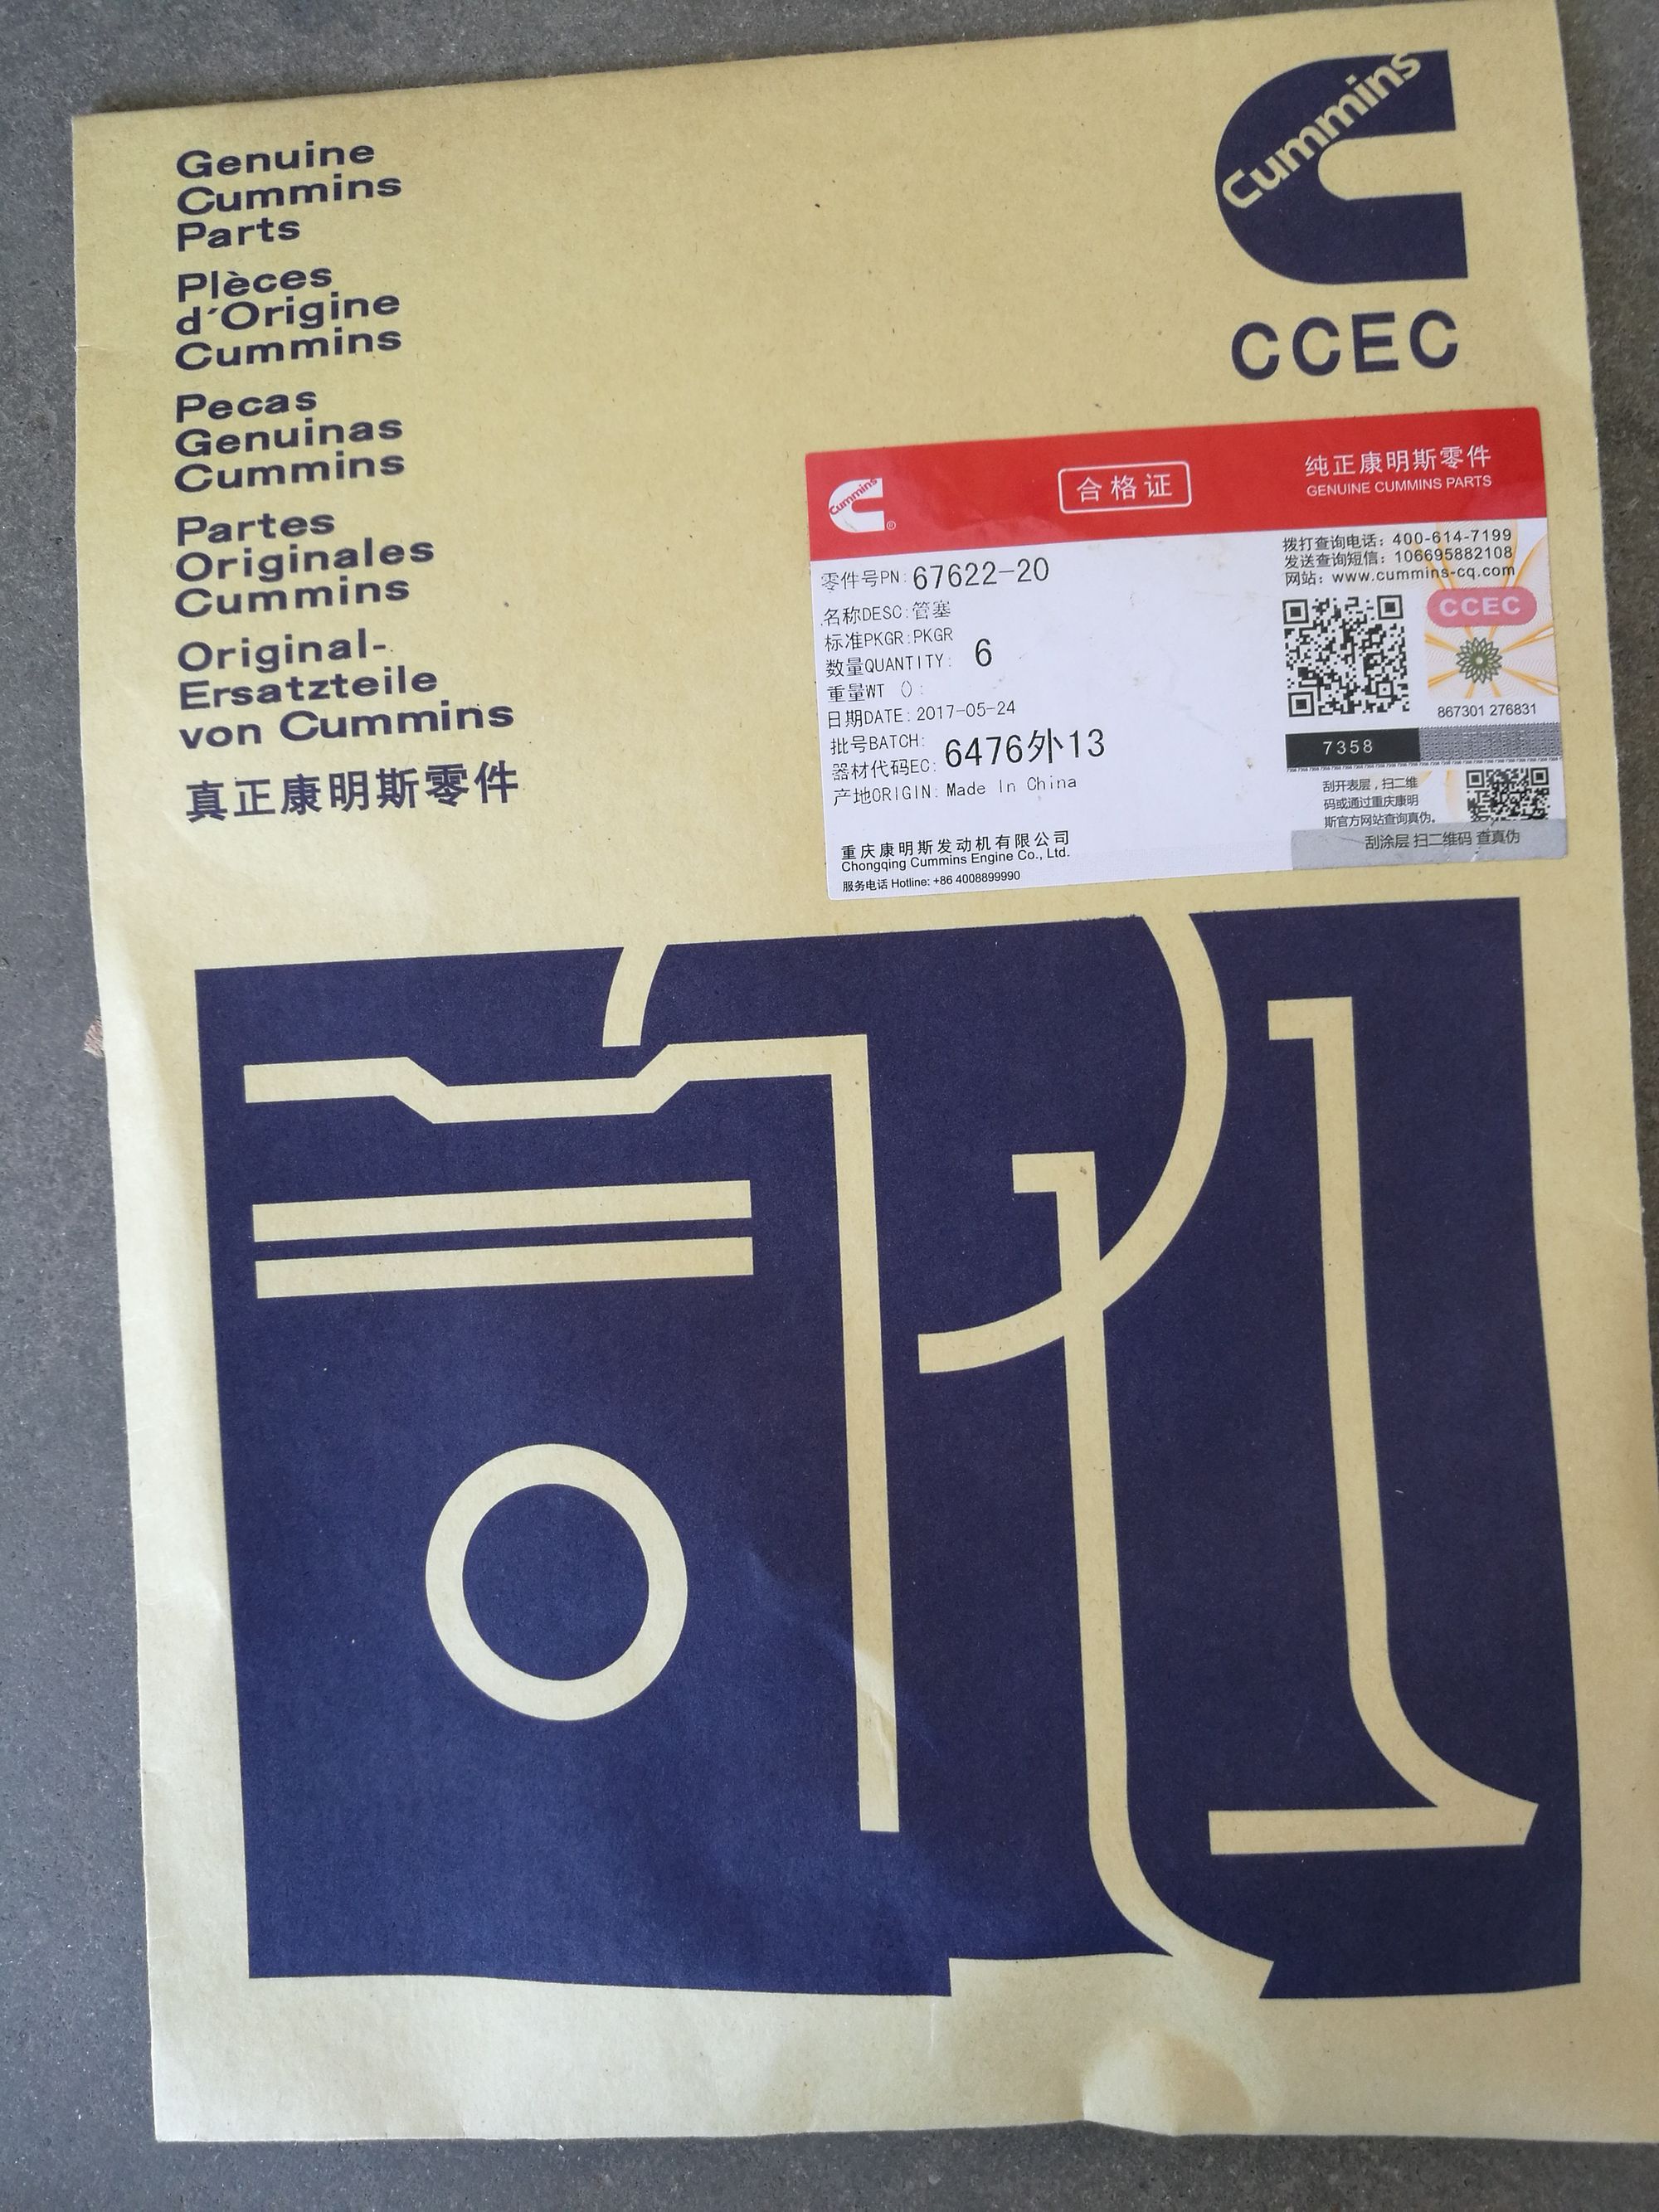 Genuine
Cummins
Parts
Plèces
d'Origine
Cummins
Pecas
Genuinas
Cummins
Partes
Originales
Cummins
Original-
Ersatzteile
von Cummins
真正康明斯零件
Cummins
CCEC
Cummins ®
合格证
纯正康明斯零件
GENUINE CUMMINS PARTS
零件号PN: 67622-20
名称DESC:管塞
标准PKGR:PKGR
数量QUANTITY: 6
重量WT ():
日期DATE:2017-05-24
批号BATCH: 6476外13
器材代码EC:
产地ORIGIN: Made In China
重庆康明斯发动机有限公司
Chongqing Cummins Engine Co., Ltd.
服务电话 Hotline: +86 4008899990
拨打查询电话: 400-614-7199
发送查询短信: 106695882108
网站: www.cummins-cq.com
CCEC
867301 276831
7358
刮开表层,扫二维
码或通过重庆康明
斯官方网站查询真伪。
刮涂层 扫二维码 查真伪